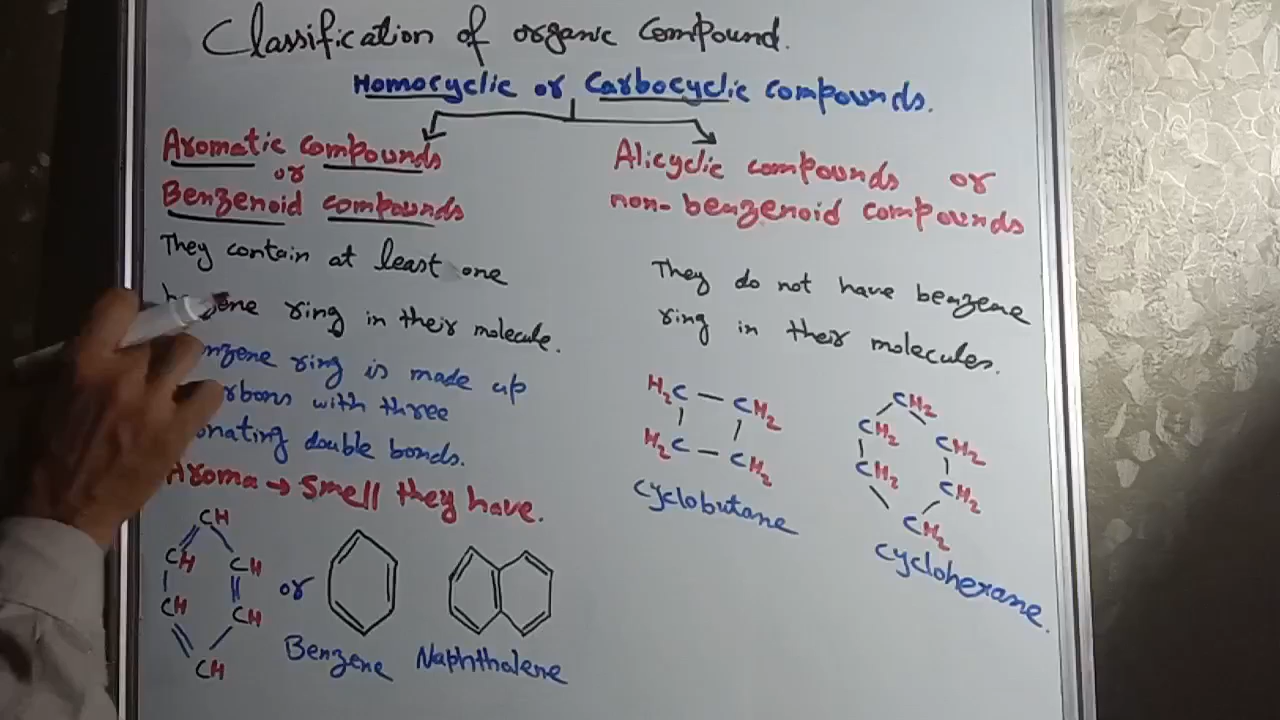 Classification of organic Compound.
Homocyclic or Carbocyclic compounds.
Aromatic compounds
or
Benzenoid compounds
They contain at least one
ring in their molecule.
ring is made up
with three
double bonds.
Aroma → Smell they have.
CH
CH CH
CH CH
CH
or
Benzene
Naphthalene
Alicyclic compounds or
non-benzenoid compounds
They do not have benzene
ring in their molecules.
H₂C — CH₂
H₂C — CH₂
Cyclobutane
CH₂
CH₂ CH₂
CH₂ CH₂
CH₂
Cyclohexane.